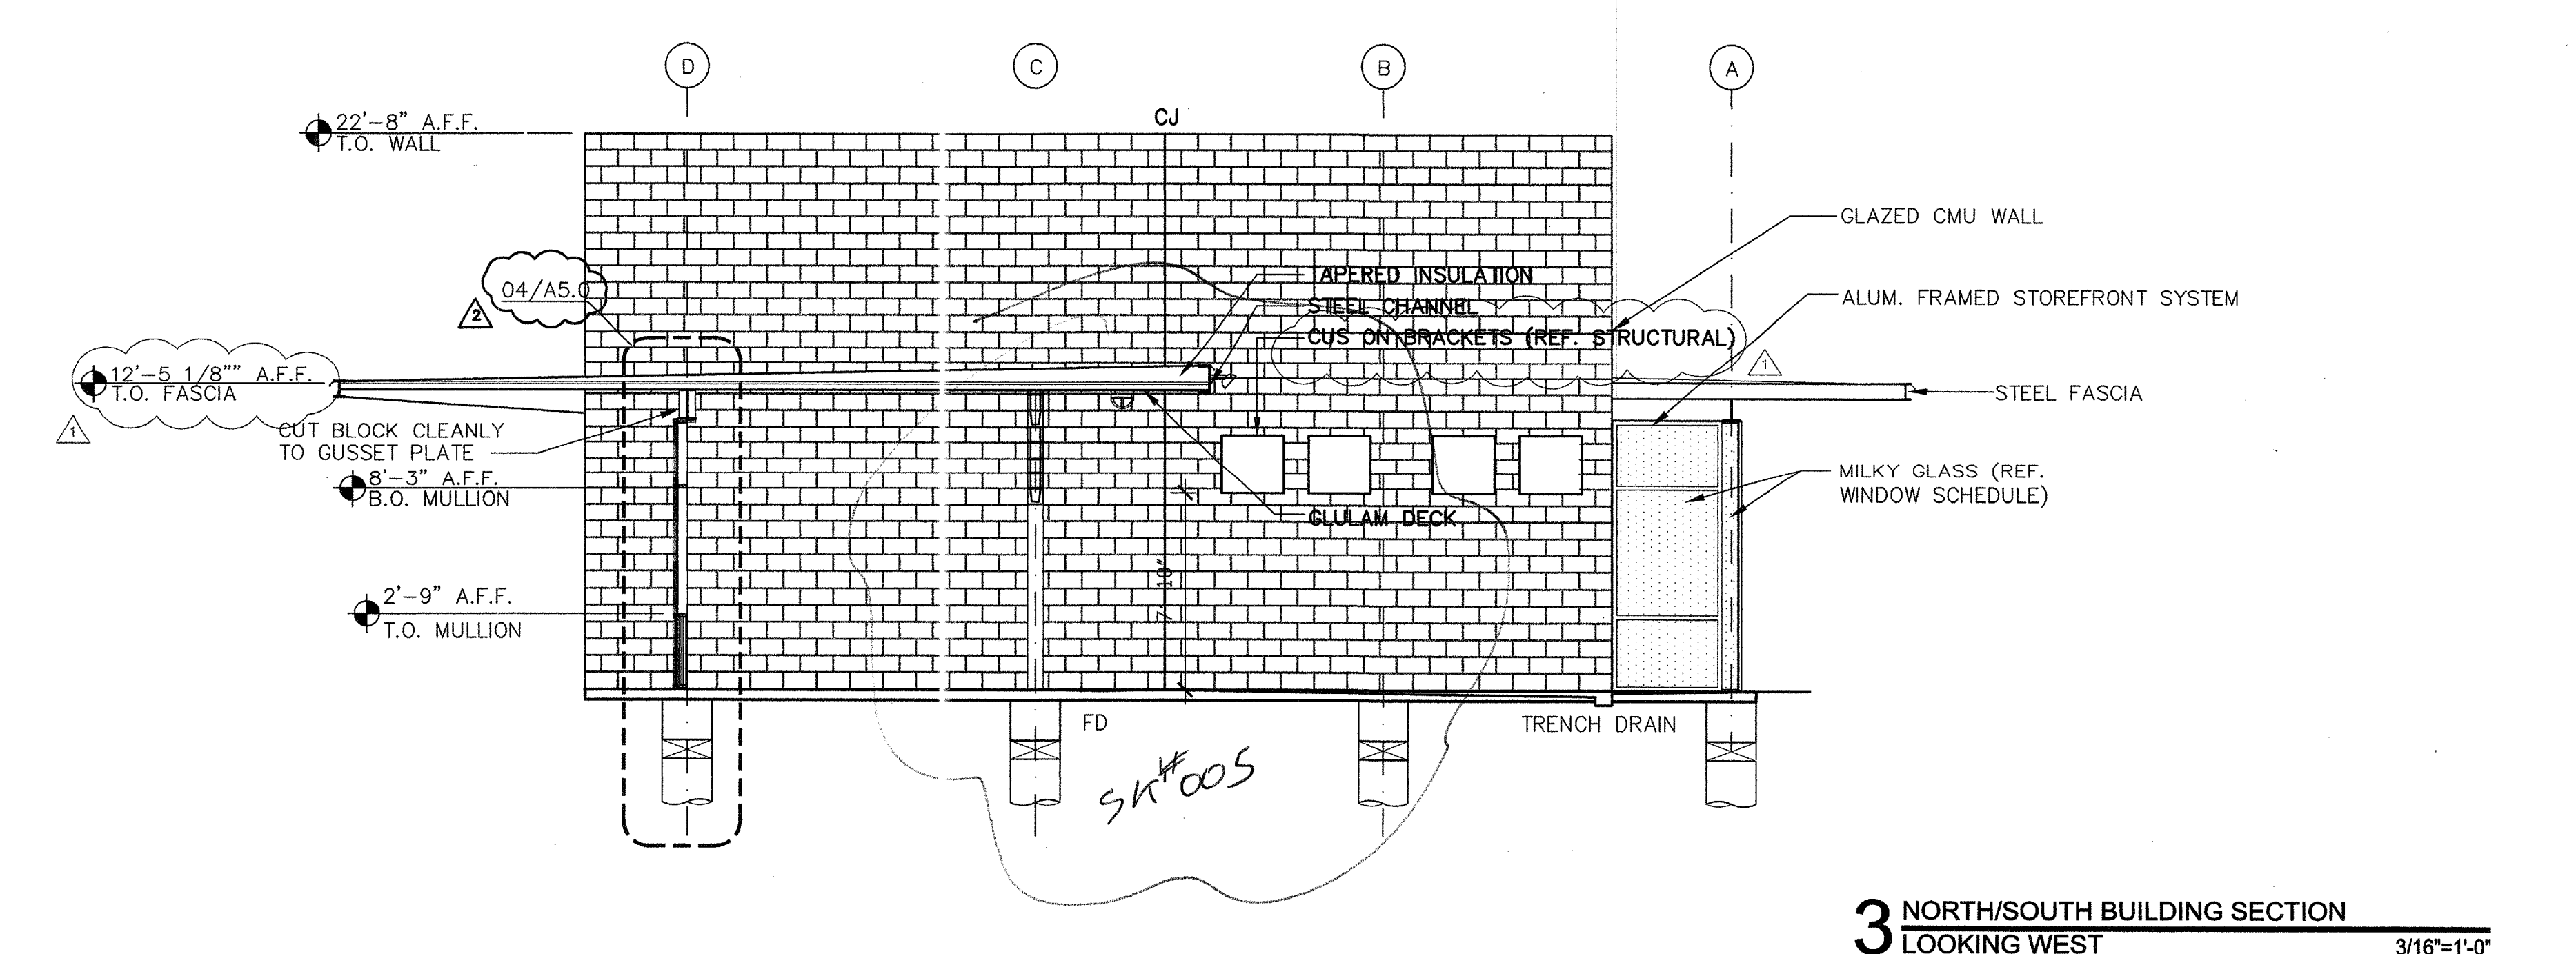 D
C
B
A
CJ
22'-8" A.F.F.
T.O. WALL
GLAZED CMU WALL
04/A5.0
2
TAPERED INSULATION
STEEL CHANNEL
CUS ON BRACKETS (REF. STRUCTURAL)
1
ALUM. FRAMED STOREFRONT SYSTEM
12'-5 1/8"" A.F.F.
T.O. FASCIA
1
STEEL FASCIA
CUT BLOCK CLEANLY
TO GUSSET PLATE
8'-3" A.F.F.
B.O. MULLION
MILKY GLASS (REF.
WINDOW SCHEDULE)
GLULAM DECK
7'-10"
2'-9" A.F.F.
T.O. MULLION
FD
TRENCH DRAIN
SK#005
3 NORTH/SOUTH BUILDING SECTION
LOOKING WEST
3/16"=1'-0"